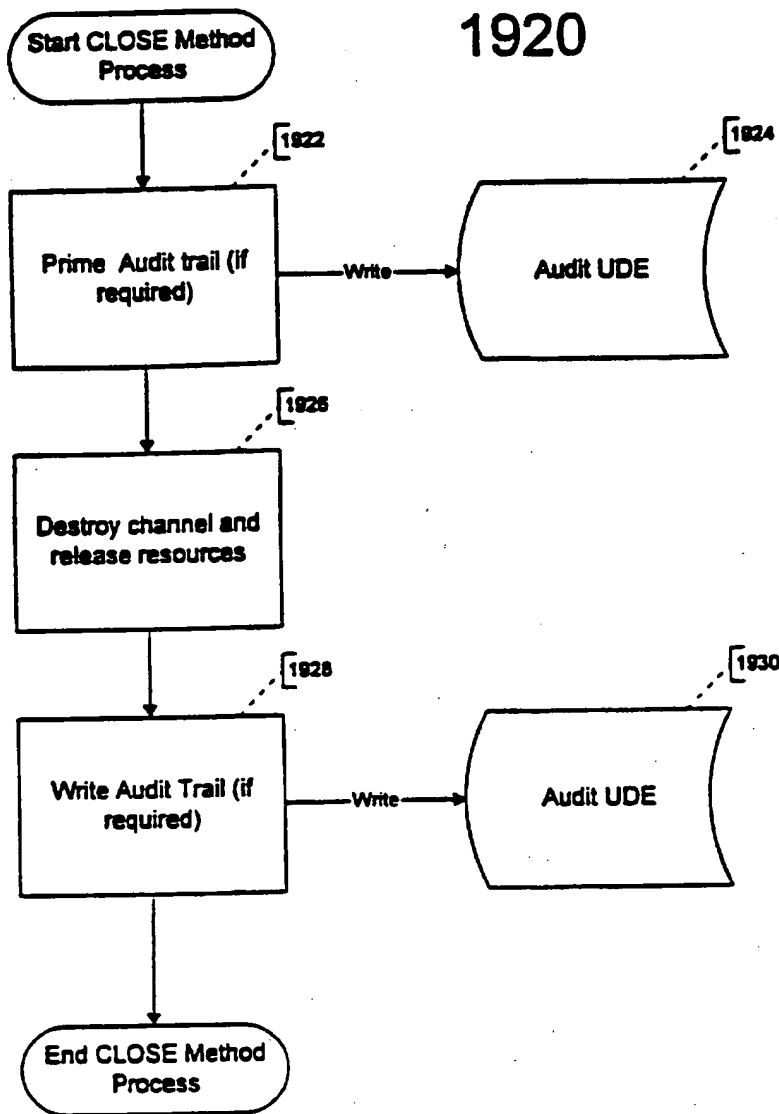 1920
Start CLOSE Method
Process
1922
1924
Prime Audit trail (if
required)
Write
Audit UDE
1926
Destroy channel and
release resources
1928
1930
Write Audit Trail (if
required)
Write
Audit UDE
End CLOSE Method
Process